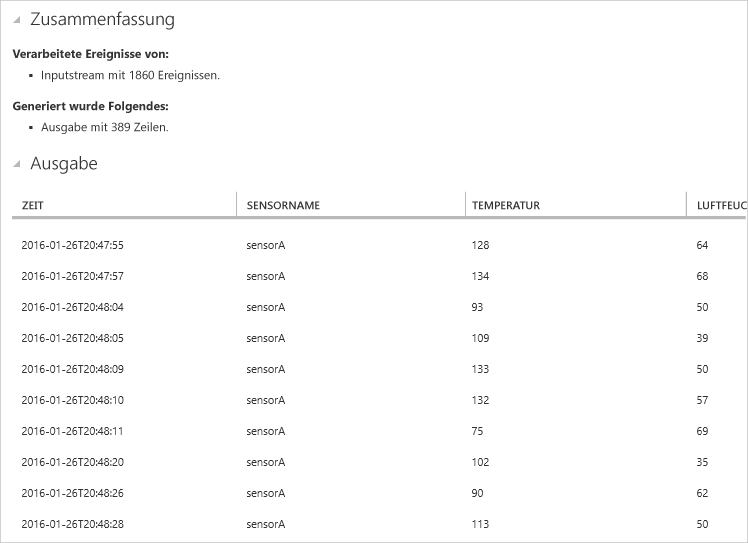 Zusammenfassung
Verarbeitete Ereignisse von:
▪ Inputstream mit 1860 Ereignissen.
Generiert wurde Folgendes:
▪ Ausgabe mit 389 Zeilen.
Ausgabe
ZEIT SENSORNAME TEMPERATUR LUFTFEUC
2016-01-26T20:47:55 sensorA 128 64
2016-01-26T20:47:57 sensorA 134 68
2016-01-26T20:48:04 sensorA 93 50
2016-01-26T20:48:05 sensorA 109 39
2016-01-26T20:48:09 sensorA 133 50
2016-01-26T20:48:10 sensorA 132 57
2016-01-26T20:48:11 sensorA 75 69
2016-01-26T20:48:20 sensorA 102 35
2016-01-26T20:48:26 sensorA 90 62
2016-01-26T20:48:28 sensorA 113 50